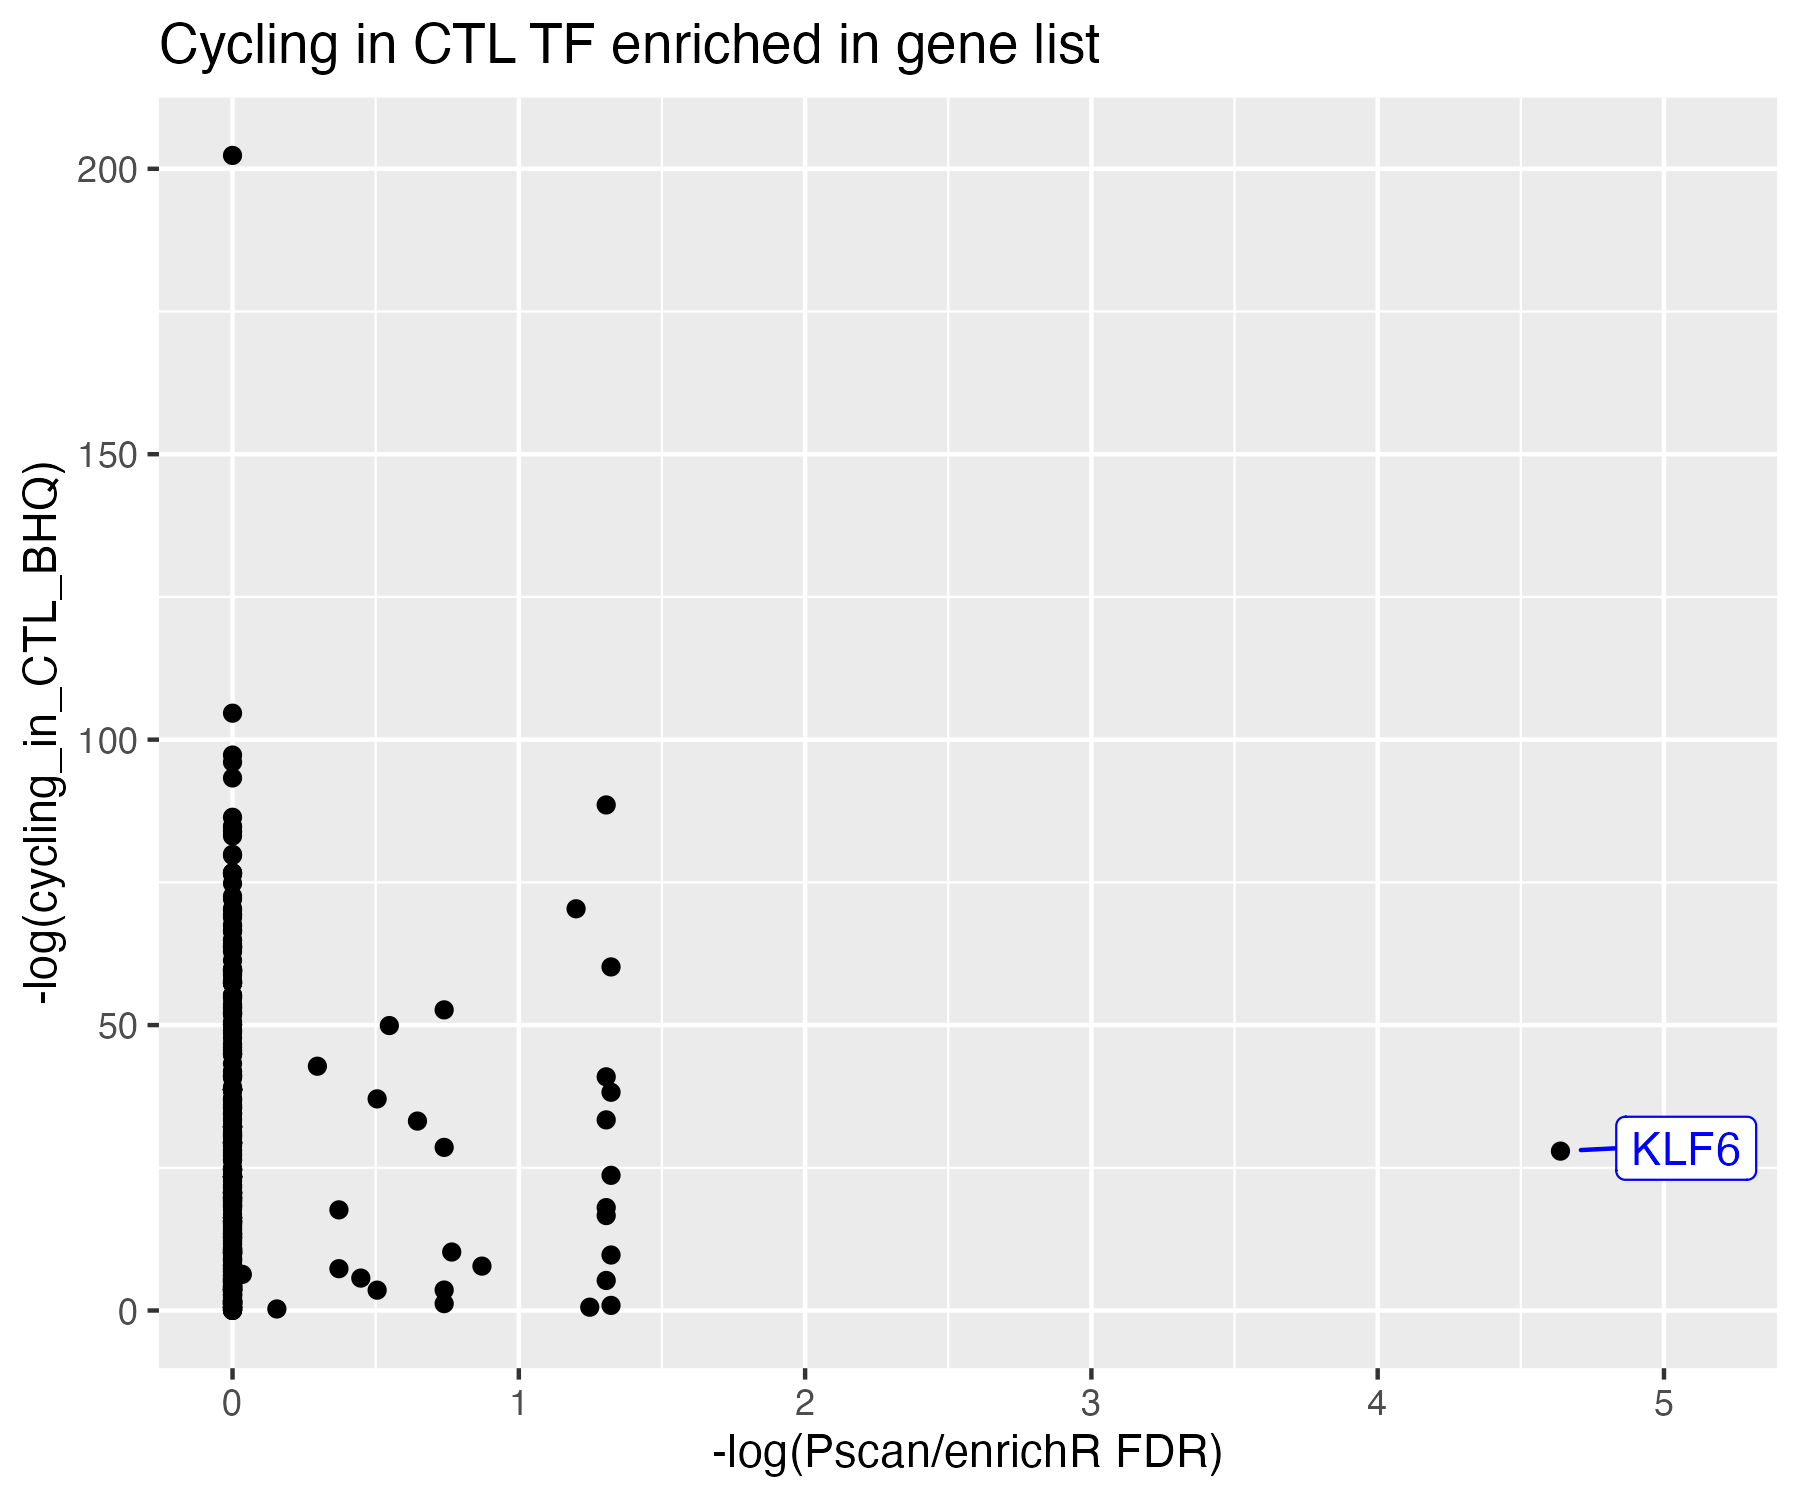 Cycling in CTL TF enriched in gene list
-log(cycling_in_CTL_BHQ)
200
150
100
50
0
KLF6
0 1 2 3 4 5
-log(Pscan/enrichR FDR)